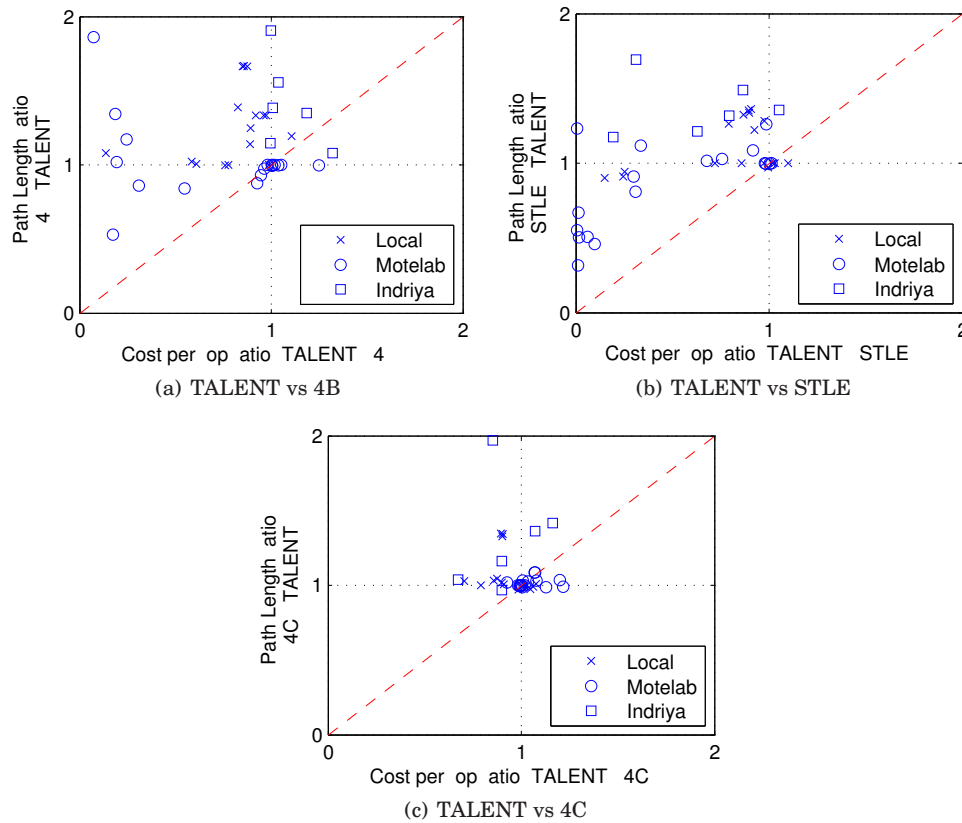 2
1
0
0
1
2
Path Length atio
4 TALENT
Cost per op atio TALENT 4
Local
Motelab
Indriya
(a) TALENT vs 4B
2
1
0
0
1
2
Path Length atio
STLE TALENT
Cost per op atio TALENT STLE
Local
Motelab
Indriya
(b) TALENT vs STLE
2
1
0
0
1
2
Path Length atio
4C TALENT
Cost per op atio TALENT 4C
Local
Motelab
Indriya
(c) TALENT vs 4C